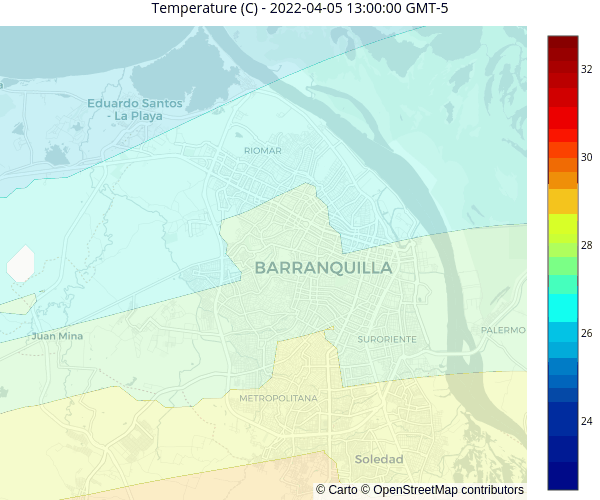 Temperature (C) - 2022-04-05 13:00:00 GMT-5
Eduardo Santos
- La Playa
RIOMAR
BARRANQUILLA
Juan Mina
SURORIENTE
PALERMO
METROPOLITANA
Soledad
© Carto © OpenStreetMap contributors
32
30
28
26
24